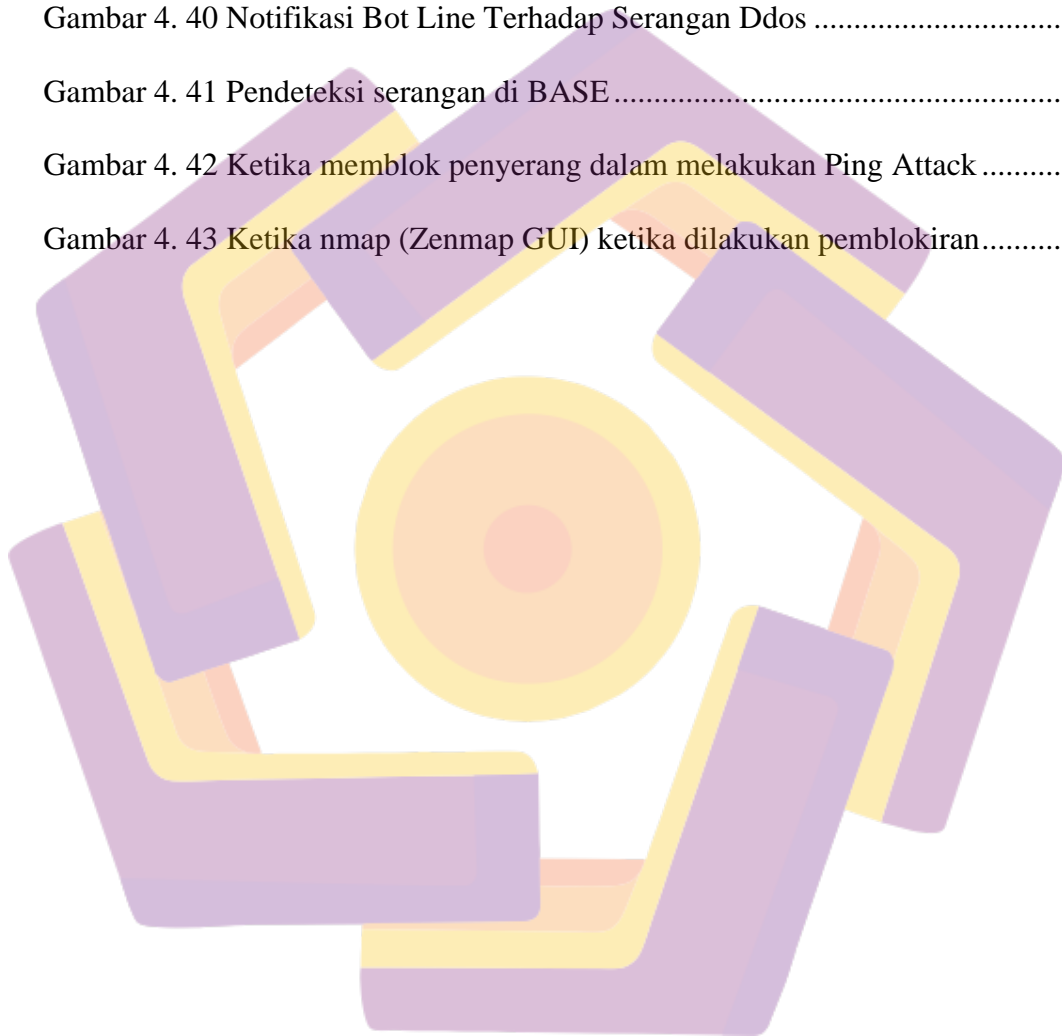 Gambar 4. 40 Notifikasi Bot Line Terhadap Serangan Ddos ...............................
Gambar 4. 41 Pendeteksi serangan di BASE .........................................................
Gambar 4. 42 Ketika memblok penyerang dalam melakukan Ping Attack ..........
Gambar 4. 43 Ketika nmap (Zenmap GUI) ketika dilakukan pemblokiran ..........